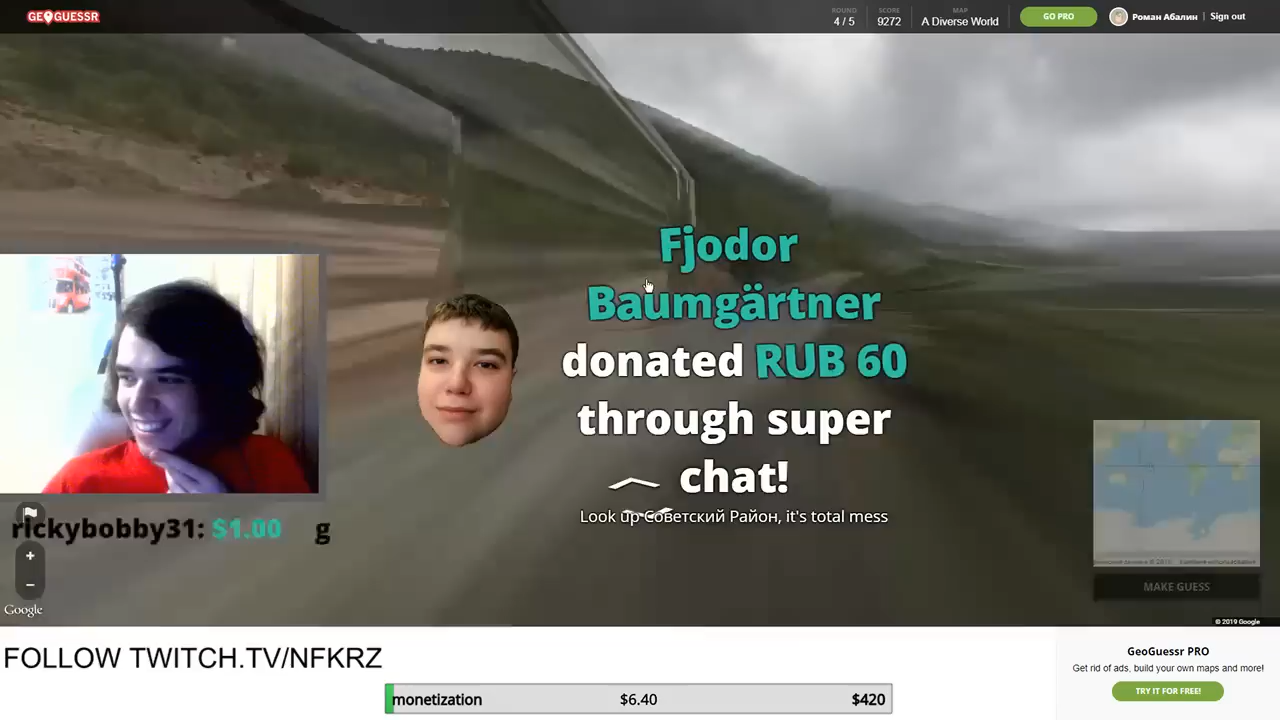 GEOGUESSR
ROUND
4 / 5
SCORE
9272
MAP
A Diverse World
GO PRO
Роман Абалин
Sign out
Fjodor
Baumgärtner
donated RUB 60
through super
chat!
Look up Советский Район, it's total mess
rickybobby31: $1.00 g
+
−
Google
MAKE GUESS
© 2019 Google
FOLLOW TWITCH.TV/NFKRZ
monetization $6.40 $420
GeoGuessr PRO
Get rid of ads, build your own maps and more!
TRY IT FOR FREE!